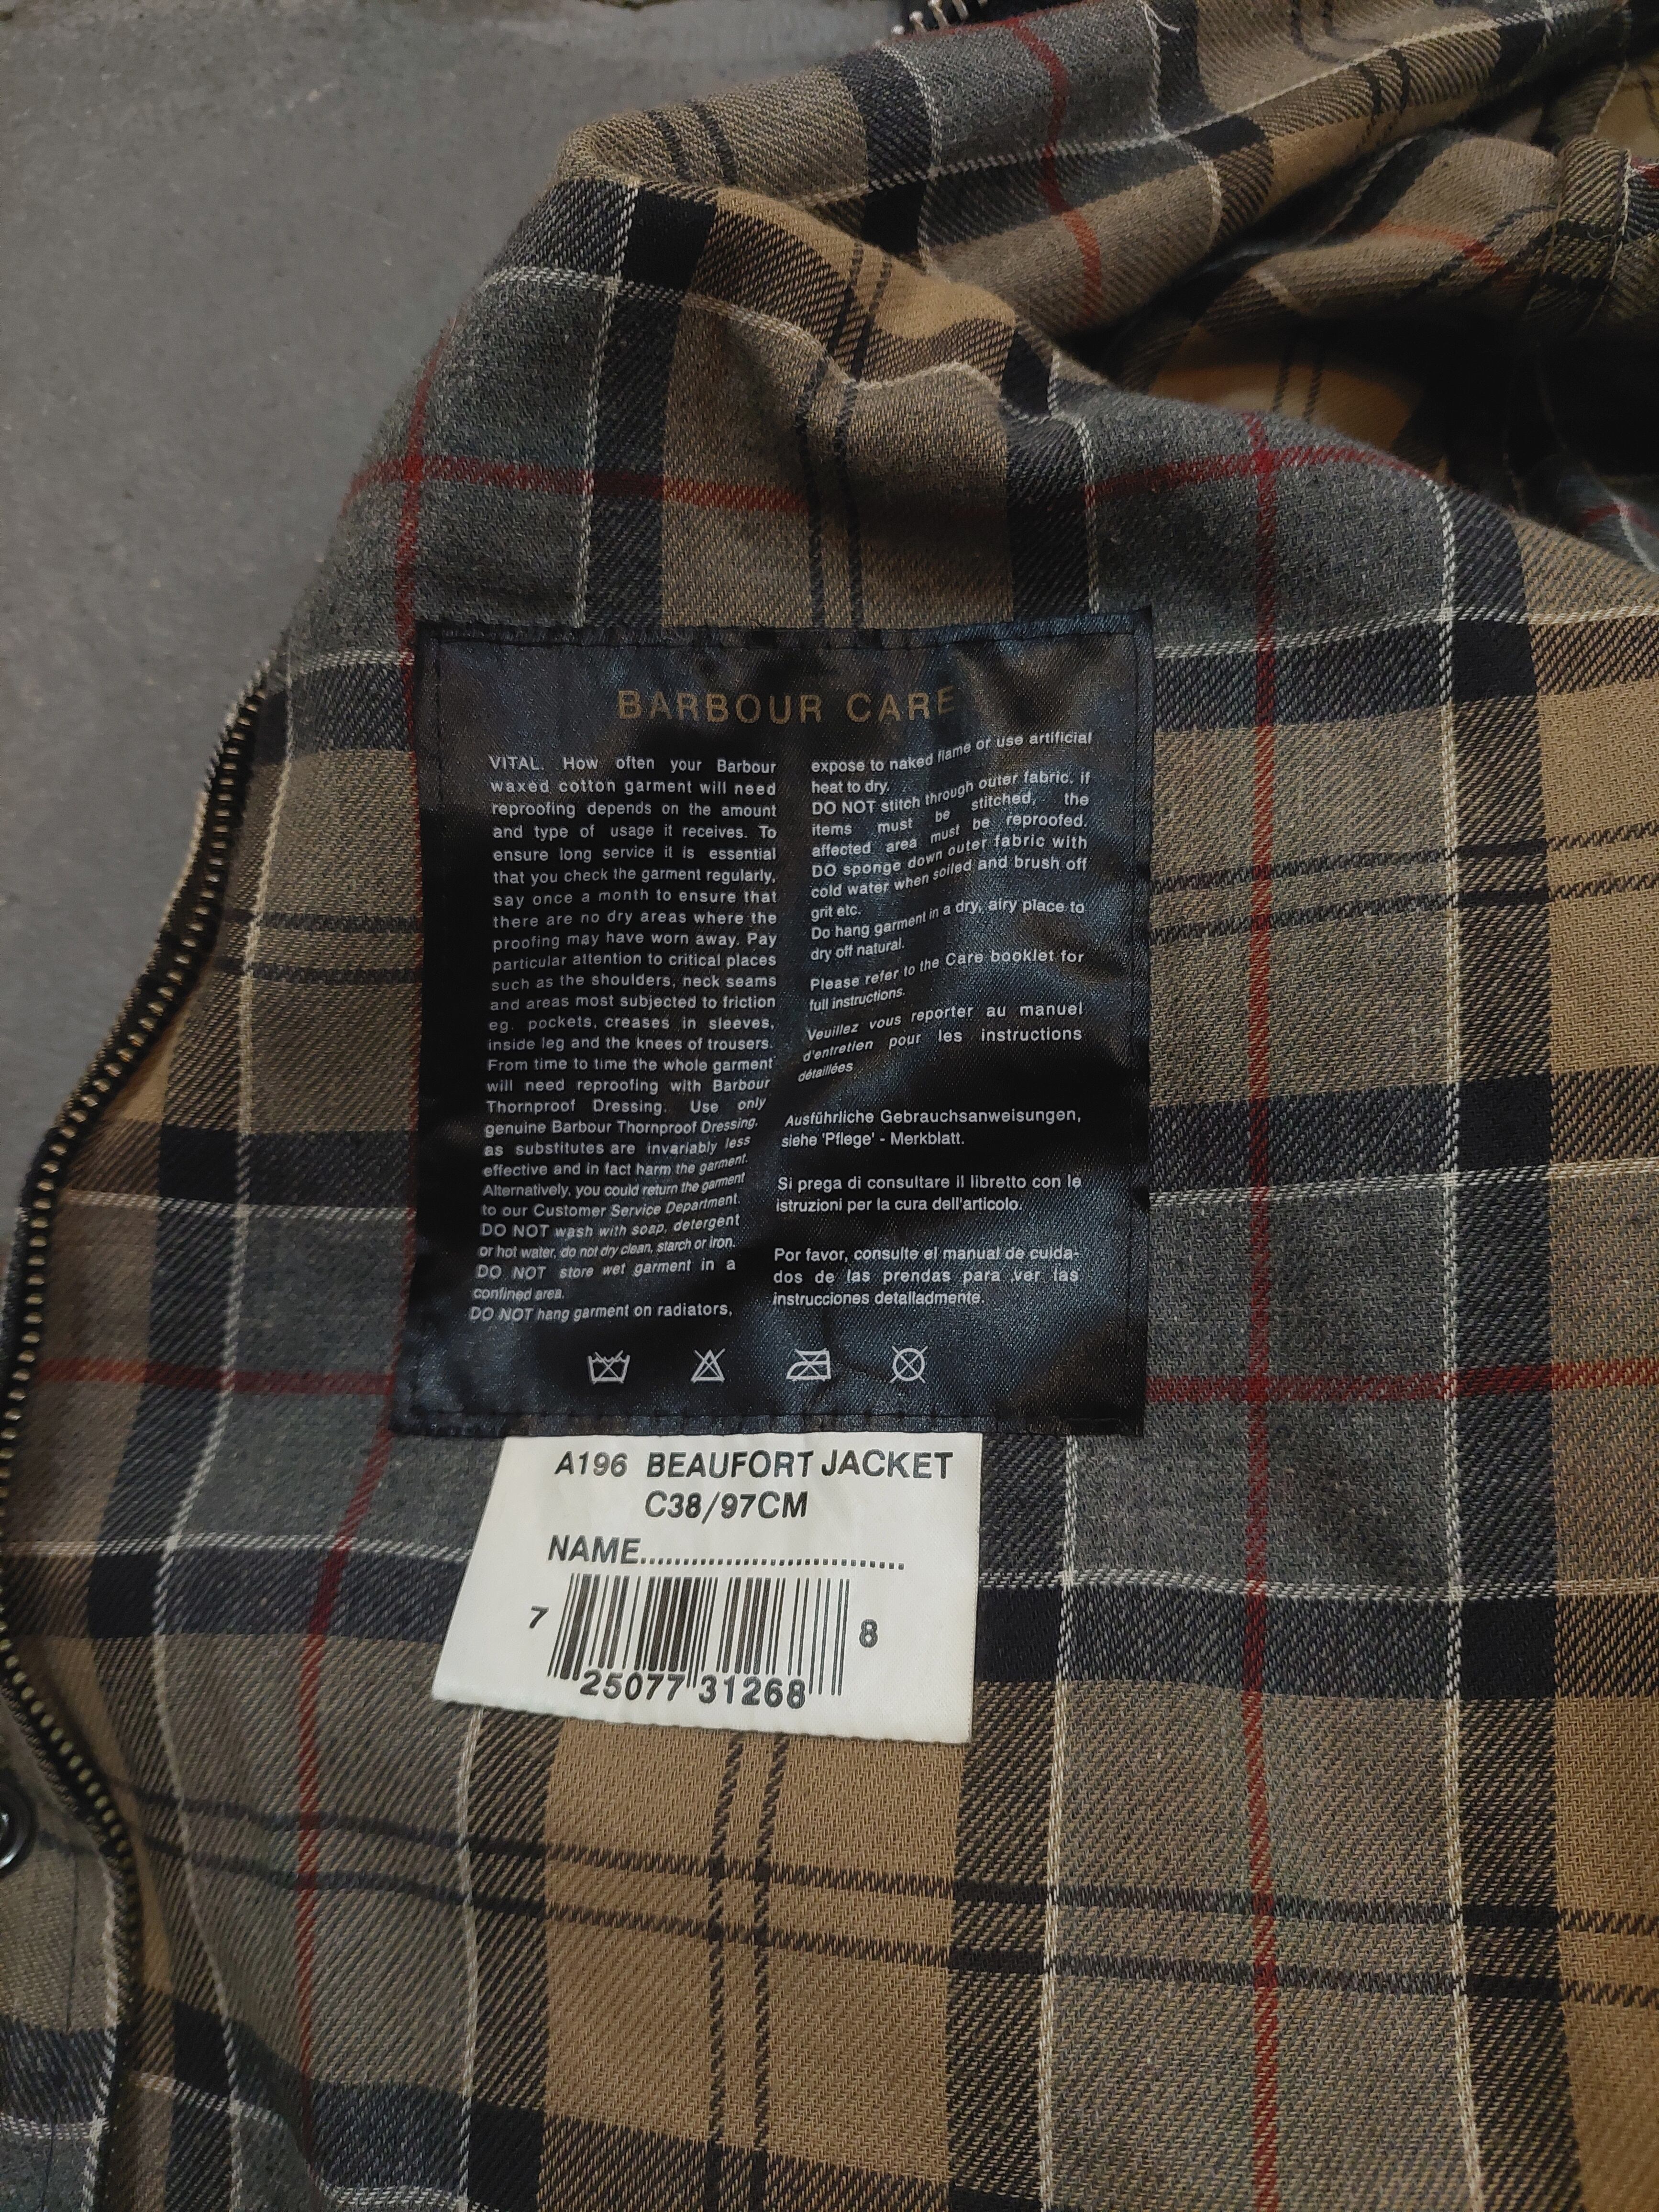 BARBOUR CARE
VITAL. How often your Barbour
waxed cotton garment will need
reproofing depends on the amount
and type of usage it receives. To
ensure long service it is essential
that you check the garment regularly,
say once a month to ensure that
there are no dry areas where the
proofing may have worn away. Pay
particular attention to critical places
such as the shoulders, neck seams
and areas most subjected to friction
eg. pockets, creases in sleeves,
inside leg and the knees of trousers.
From time to time the whole garment
will need reproofing with Barbour
Thornproof Dressing. Use only
genuine Barbour Thornproof Dressing,
as substitutes are invariably less
effective and in fact harm the garment.
Alternatively, you could return the garment
to our Customer Service Department.
DO NOT wash with soap, detergent
or hot water, do not dry clean, starch or iron.
DO NOT store wet garment in a
confined area.
DO NOT hang garment on radiators,
expose to naked flame or use artificial
heat to dry.
DO NOT stitch through outer fabric, if
items must be stitched, the
affected area must be reproofed.
DO sponge down outer fabric with
cold water when soiled and brush off
grit etc.
Do hang garment in a dry, airy place to
dry off natural.
Please refer to the Care booklet for
full instructions.
Veuillez vous reporter au manuel
d'entretien pour les instructions
détaillées
Ausführliche Gebrauchsanweisungen,
siehe 'Pflege' - Merkblatt.
Si prega di consultare il libretto con le
istruzioni per la cura dell'articolo.
Por favor, consulte el manual de cuida-
dos de las prendas para ver las
instrucciones detalladmente.
A196 BEAUFORT JACKET
C38/97CM
NAME...............................
7 25077 31268 8